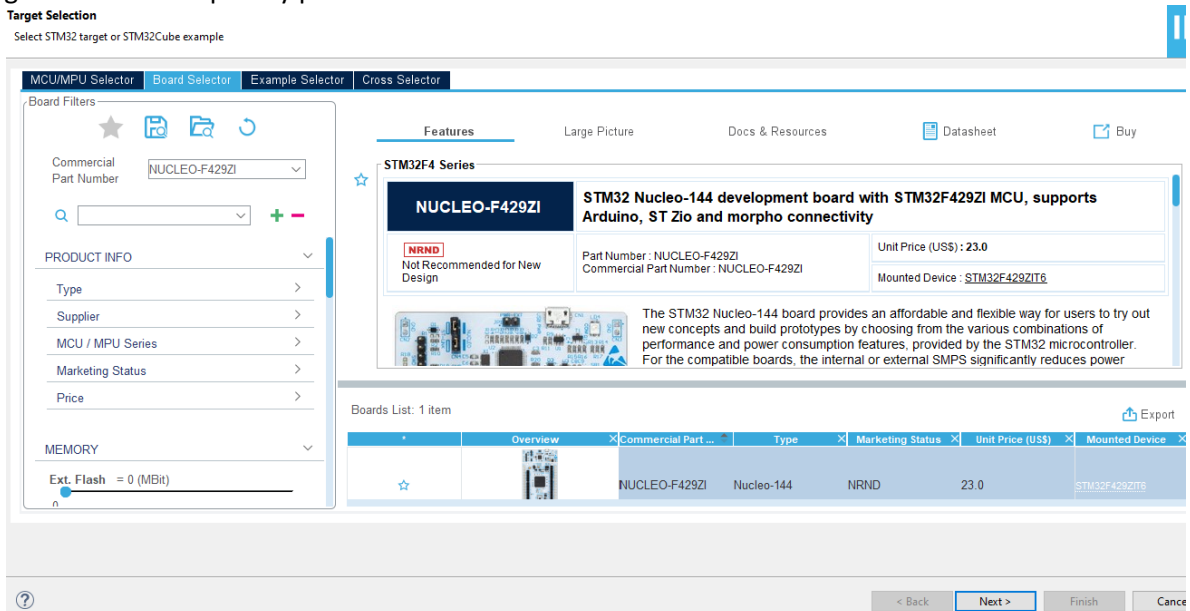 Target Selection
Select STM32 target or STM32Cube example
MCU/MPU Selector Board Selector Example Selector Cross Selector
Board Filters
Commercial Part Number NUCLEO-F429ZI
PRODUCT INFO
Type
Supplier
MCU / MPU Series
Marketing Status
Price
MEMORY
Ext. Flash = 0 (MBit)
0
Features Large Picture Docs & Resources Datasheet Buy
STM32F4 Series
NUCLEO-F429ZI
STM32 Nucleo-144 development board with STM32F429ZI MCU, supports
Arduino, ST Zio and morpho connectivity
NRND
Not Recommended for New
Design
Part Number : NUCLEO-F429ZI
Commercial Part Number : NUCLEO-F429ZI
Unit Price (US$) : 23.0
Mounted Device : STM32F429ZIT6
The STM32 Nucleo-144 board provides an affordable and flexible way for users to try out
new concepts and build prototypes by choosing from the various combinations of
performance and power consumption features, provided by the STM32 microcontroller.
For the compatible boards, the internal or external SMPS significantly reduces power
Boards List: 1 item
Export
* Overview Commercial Part ... Type Marketing Status Unit Price (US$) Mounted Device
NUCLEO-F429ZI Nucleo-144 NRND 23.0 STM32F429ZIT6
< Back Next > Finish Cance